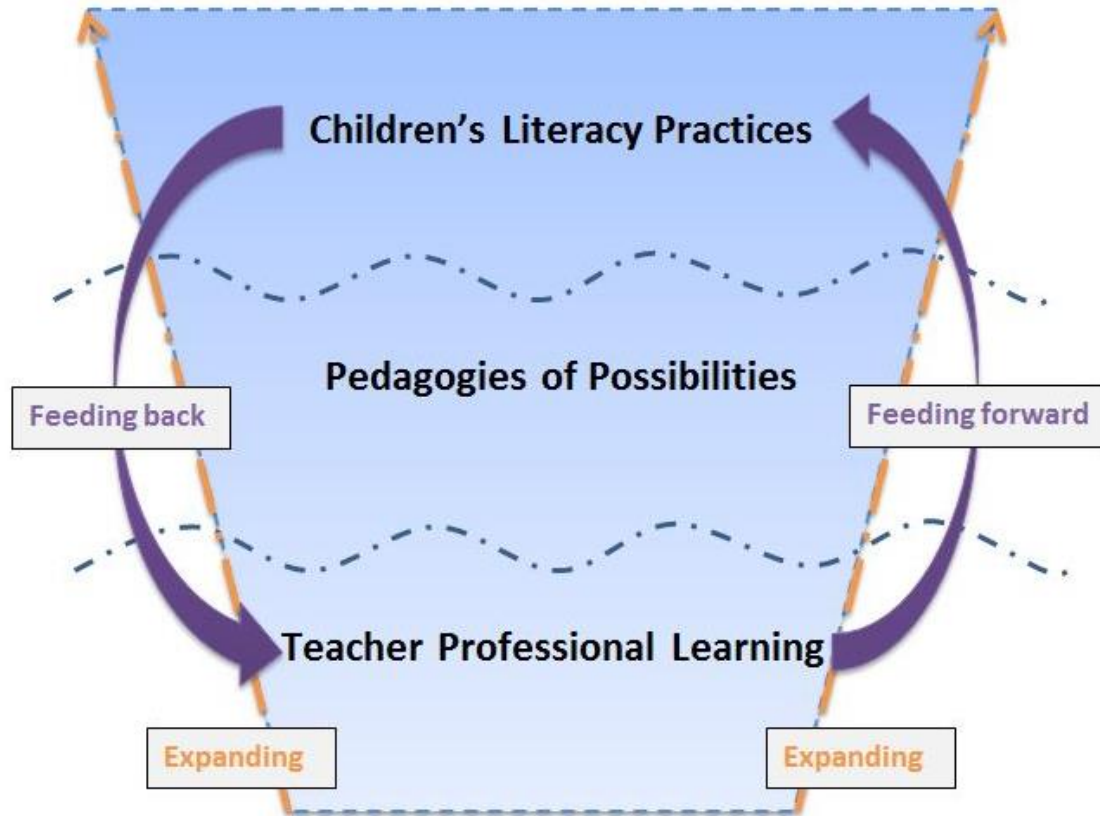 Children’s Literacy Practices
Pedagogies of Possibilities
Feeding back
Feeding forward
Teacher Professional Learning
Expanding
Expanding